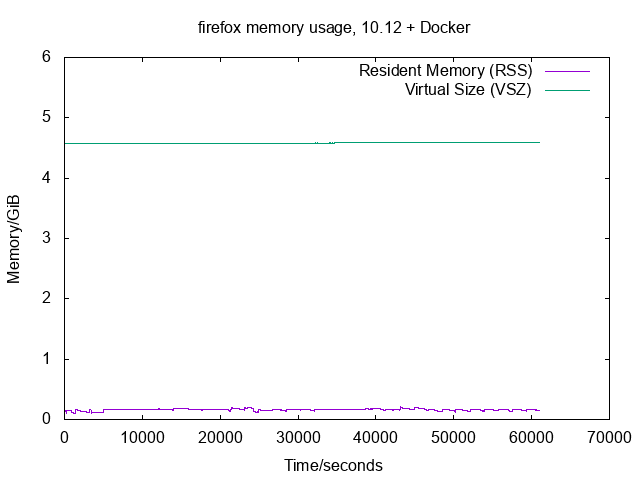 firefox memory usage, 10.12 + Docker
Resident Memory (RSS)
Virtual Size (VSZ)
6
5
4
3
2
1
0
Memory/GiB
0 10000 20000 30000 40000 50000 60000 70000
Time/seconds